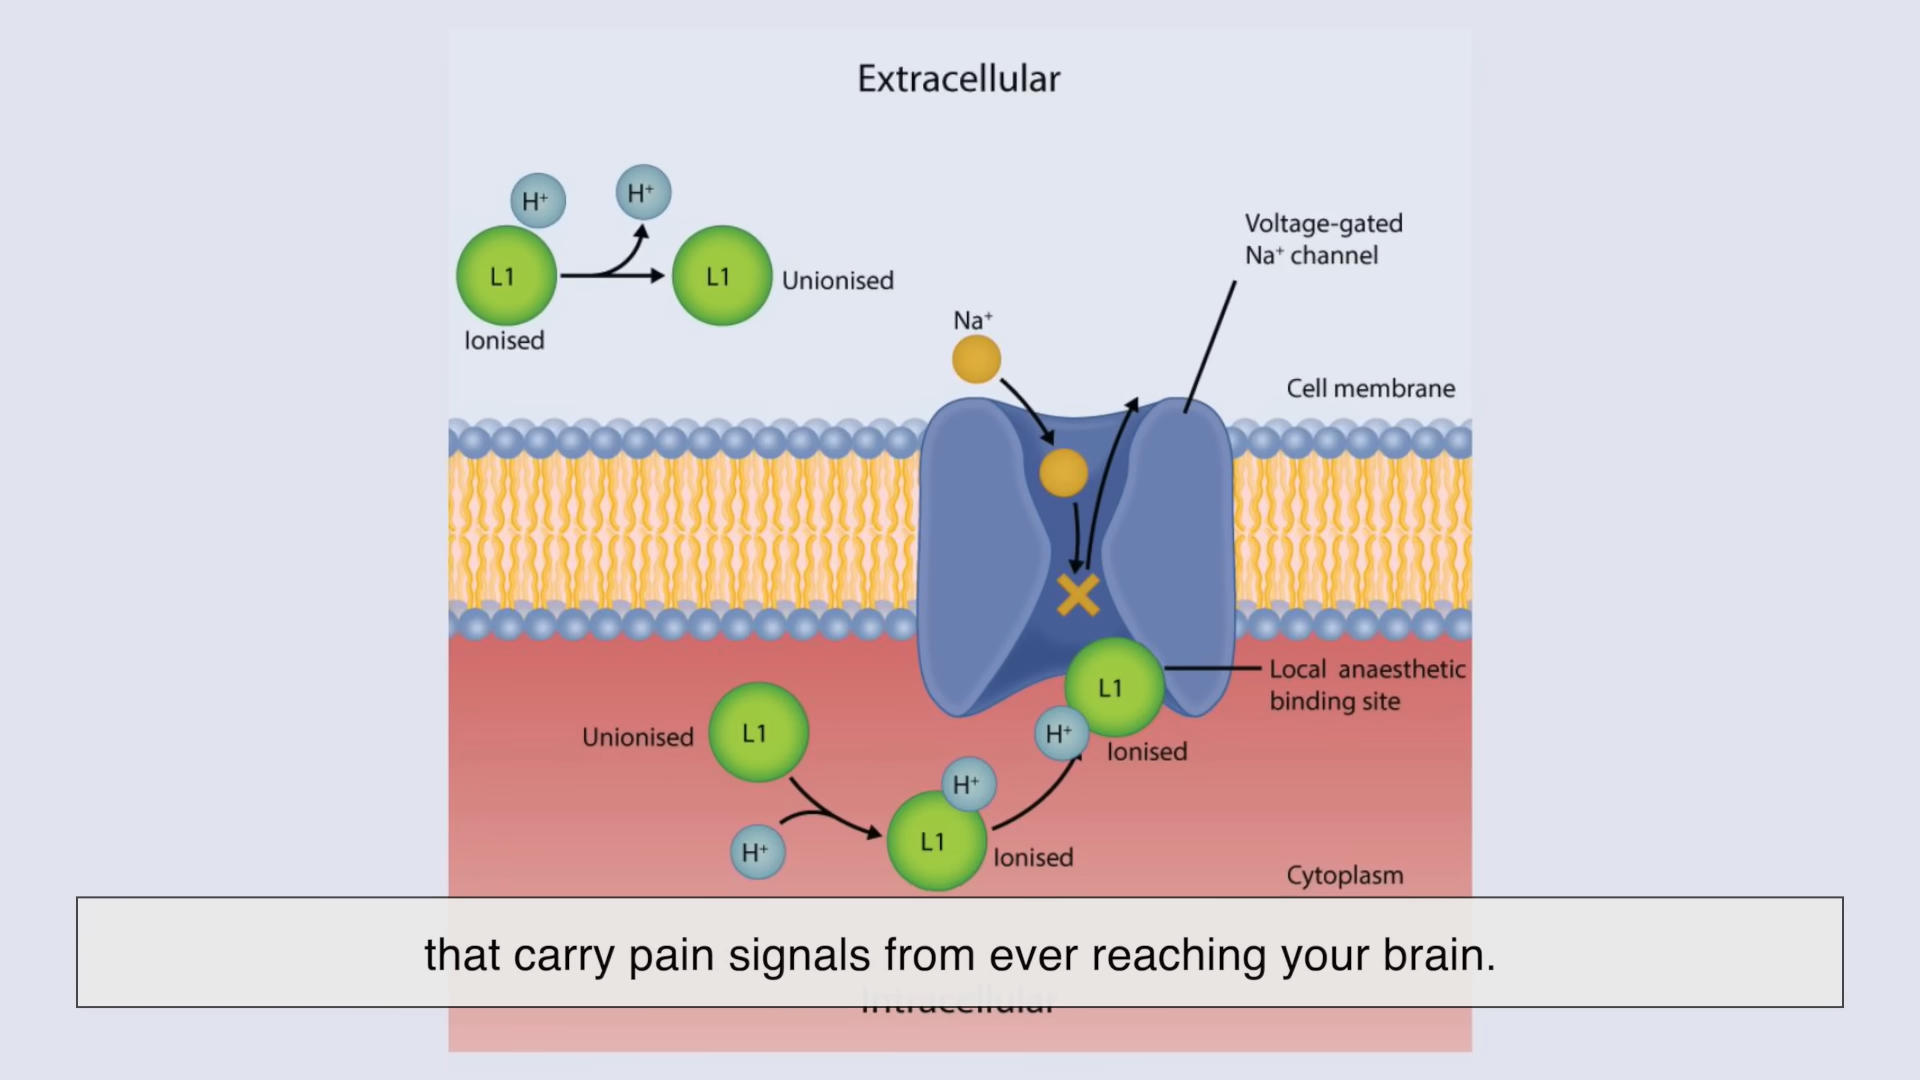 Extracellular
H⁺
H⁺
L1
L1
Unionised
Ionised
Voltage-gated
Na⁺ channel
Na⁺
Cell membrane
Local anaesthetic
binding site
L1
H⁺
Ionised
Unionised
L1
H⁺
H⁺
L1
Ionised
Cytoplasm
that carry pain signals from ever reaching your brain.
Intracellular